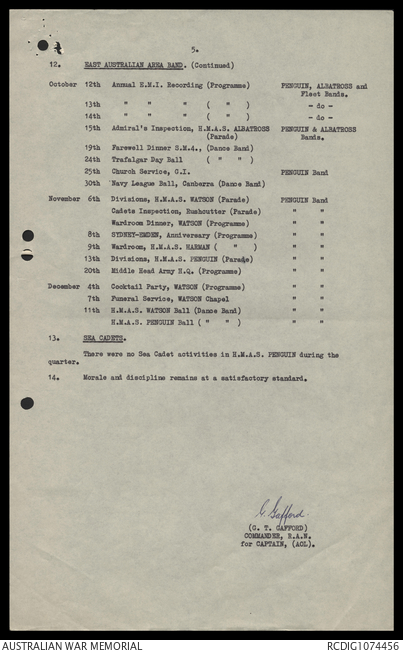 5.
12. EAST AUSTRALIAN AREA BAND. (Continued)
October 12th Annual E.M.I. Recording (Programme) PENGUIN, ALBATROSS and
Fleet Bands.
13th " " " ( " ) - do -
14th " " " ( " ) - do -
15th Admiral's Inspection, H.M.A.S. ALBATROSS PENGUIN & ALBATROSS
(Parade) Bands.
19th Farewell Dinner S.M.4., (Dance Band)
24th Trafalgar Day Ball ( " " )
25th Church Service, G.I. PENGUIN Band
30th Navy League Ball, Canberra (Dance Band)
November 6th Divisions, H.M.A.S. WATSON (Parade) PENGUIN Band
Cadets Inspection, Rushcutter (Parade) " "
Wardroom Dinner, WATSON (Programme) " "
8th SYDNEY-EMDEN, Anniversary (Programme) " "
9th Wardroom, H.M.A.S. HARMAN ( " ) " "
13th Divisions, H.M.A.S. PENGUIN (Parade) " "
20th Middle Head Army H.Q. (Programme) " "
December 4th Cocktail Party, WATSON (Programme) " "
7th Funeral Service, WATSON Chapel " "
11th H.M.A.S. WATSON Ball (Dance Band) " "
H.M.A.S. PENGUIN Ball ( " " ) " "
13. SEA CADETS.
There were no Sea Cadet activities in H.M.A.S. PENGUIN during the
quarter.
14. Morale and discipline remains at a satisfactory standard.
G. Gafford.
(G. T. GAFFORD)
COMMANDER, R.A.N.
for CAPTAIN, (ACL).
AUSTRALIAN WAR MEMORIAL RCDIG1074456